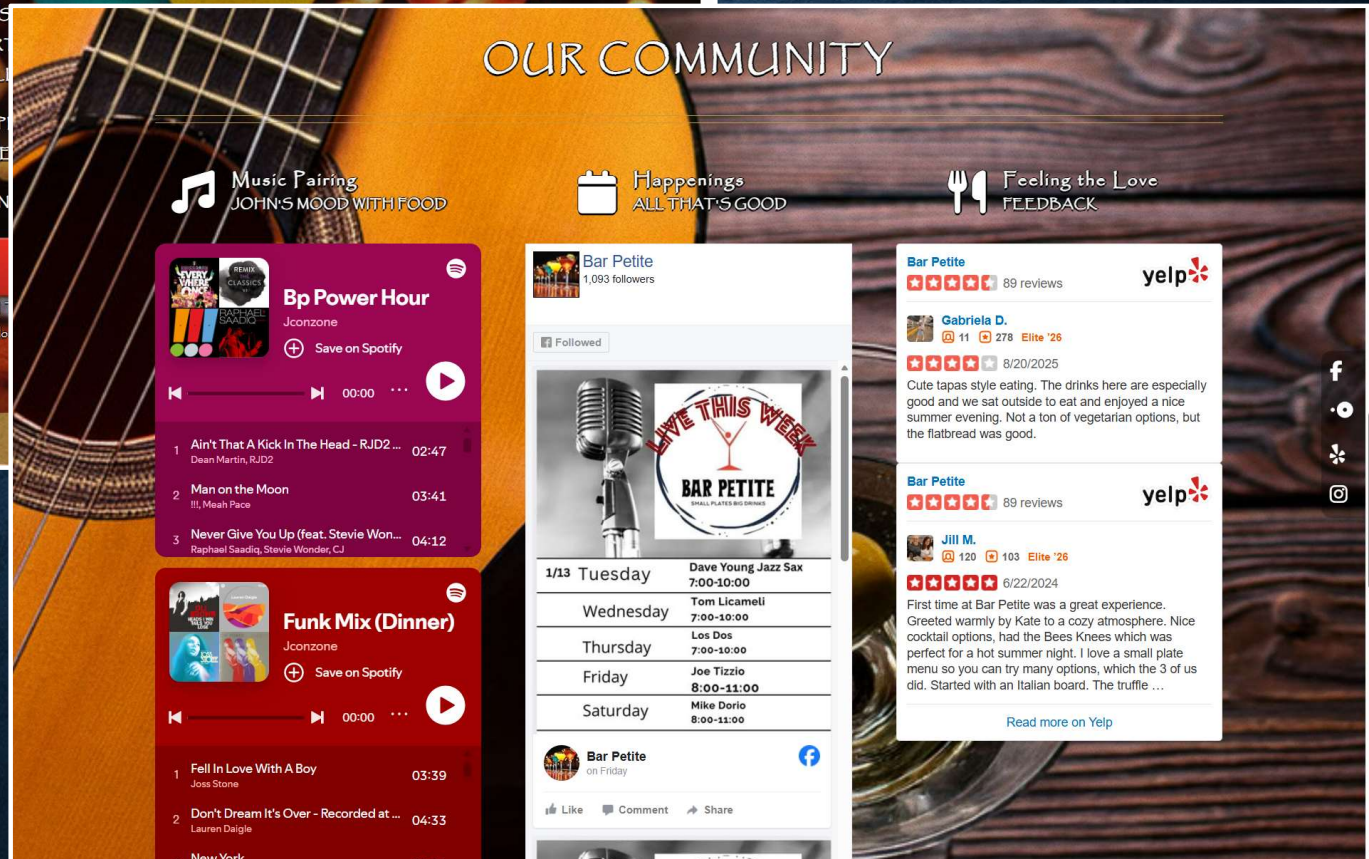 OUR COMMUNITY
Music Pairing
JOHN'S MOOD WITH FOOD
Happenings
ALL THAT'S GOOD
Feeling the Love
FEEDBACK
EVERY
WHERE
DANCE
REMIX
THE
CLASSICS
RAPHAEL
SAADIQ
Bp Power Hour
Jconzone
Save on Spotify
00:00
1 Ain't That A Kick In The Head - RJD2 ... 02:47
Dean Martin, RJD2
2 Man on the Moon 03:41
!!!, Meah Pace
3 Never Give You Up (feat. Stevie Won... 04:12
Raphael Saadiq, Stevie Wonder, CJ
Funk Mix (Dinner)
Jconzone
Save on Spotify
00:00
1 Fell In Love With A Boy 03:39
Joss Stone
2 Don't Dream It's Over - Recorded at ... 04:33
Lauren Daigle
New York
Bar Petite
1,093 followers
Followed
LIVE THIS WEEK
BAR PETITE
SMALL PLATES BIG DRINKS
1/13 Tuesday Dave Young Jazz Sax
7:00-10:00
Wednesday Tom Licameli
7:00-10:00
Thursday Los Dos
7:00-10:00
Friday Joe Tizzio
8:00-11:00
Saturday Mike Dorio
8:00-11:00
Bar Petite
on Friday
Like Comment Share
Bar Petite
89 reviews
yelp
Gabriela D.
11 278 Elite '26
8/20/2025
Cute tapas style eating. The drinks here are especially
good and we sat outside to eat and enjoyed a nice
summer evening. Not a ton of vegetarian options, but
the flatbread was good.
Bar Petite
89 reviews
yelp
Jill M.
120 103 Elite '26
6/22/2024
First time at Bar Petite was a great experience.
Greeted warmly by Kate to a cozy atmosphere. Nice
cocktail options, had the Bees Knees which was
perfect for a hot summer night. I love a small plate
menu so you can try many options, which the 3 of us
did. Started with an Italian board. The truffle …
Read more on Yelp